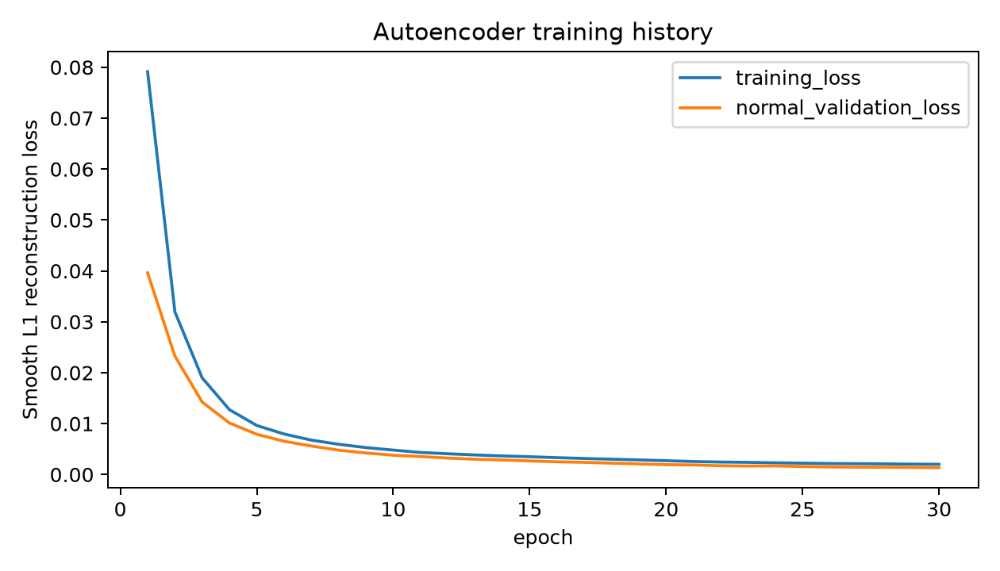 Autoencoder training history
training_loss
normal_validation_loss
Smooth L1 reconstruction loss
0.08
0.07
0.06
0.05
0.04
0.03
0.02
0.01
0.00
0 5 10 15 20 25 30
epoch